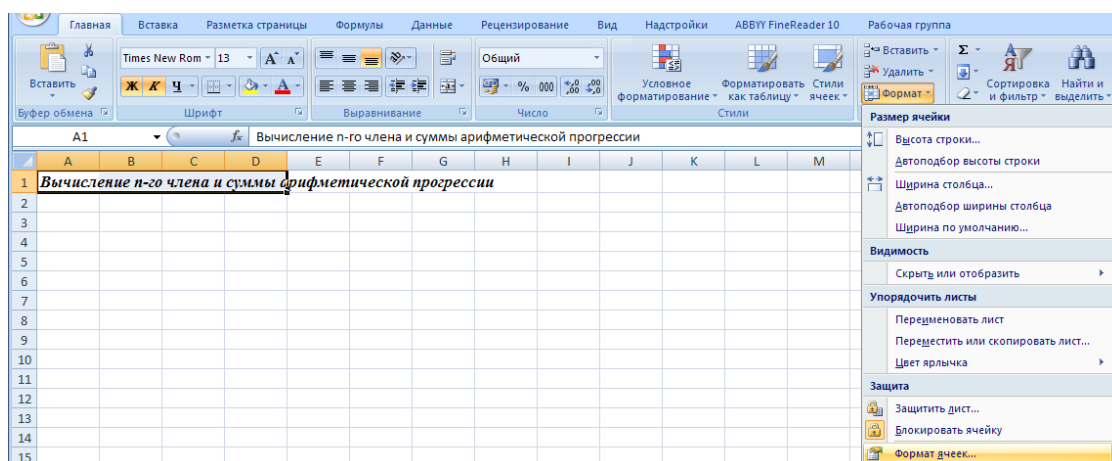 Главная Вставка Разметка страницы Формулы Данные Рецензирование Вид Надстройки ABBYY FineReader 10 Рабочая группа
Вставить
Буфер обмена
Times New Rom 13
Ж К Ч
Шрифт
Выравнивание
Общий
% 000
Число
Условное форматирование
Форматировать как таблицу
Стили ячеек
Стили
Вставить
Удалить
Формат
Σ
Сортировка и фильтр
Найти и выделить
A1 fx Вычисление n-го члена и суммы арифметической прогрессии
A B C D E F G H I J K L M
1 Вычисление n-го члена и суммы арифметической прогрессии
2
3
4
5
6
7
8
9
10
11
12
13
14
15
Размер ячейки
Высота строки...
Автоподбор высоты строки
Ширина столбца...
Автоподбор ширины столбца
Ширина по умолчанию...
Видимость
Скрыть или отобразить
Упорядочить листы
Переименовать лист
Переместить или скопировать лист...
Цвет ярлычка
Защита
Защитить лист...
Блокировать ячейку
Формат ячеек...